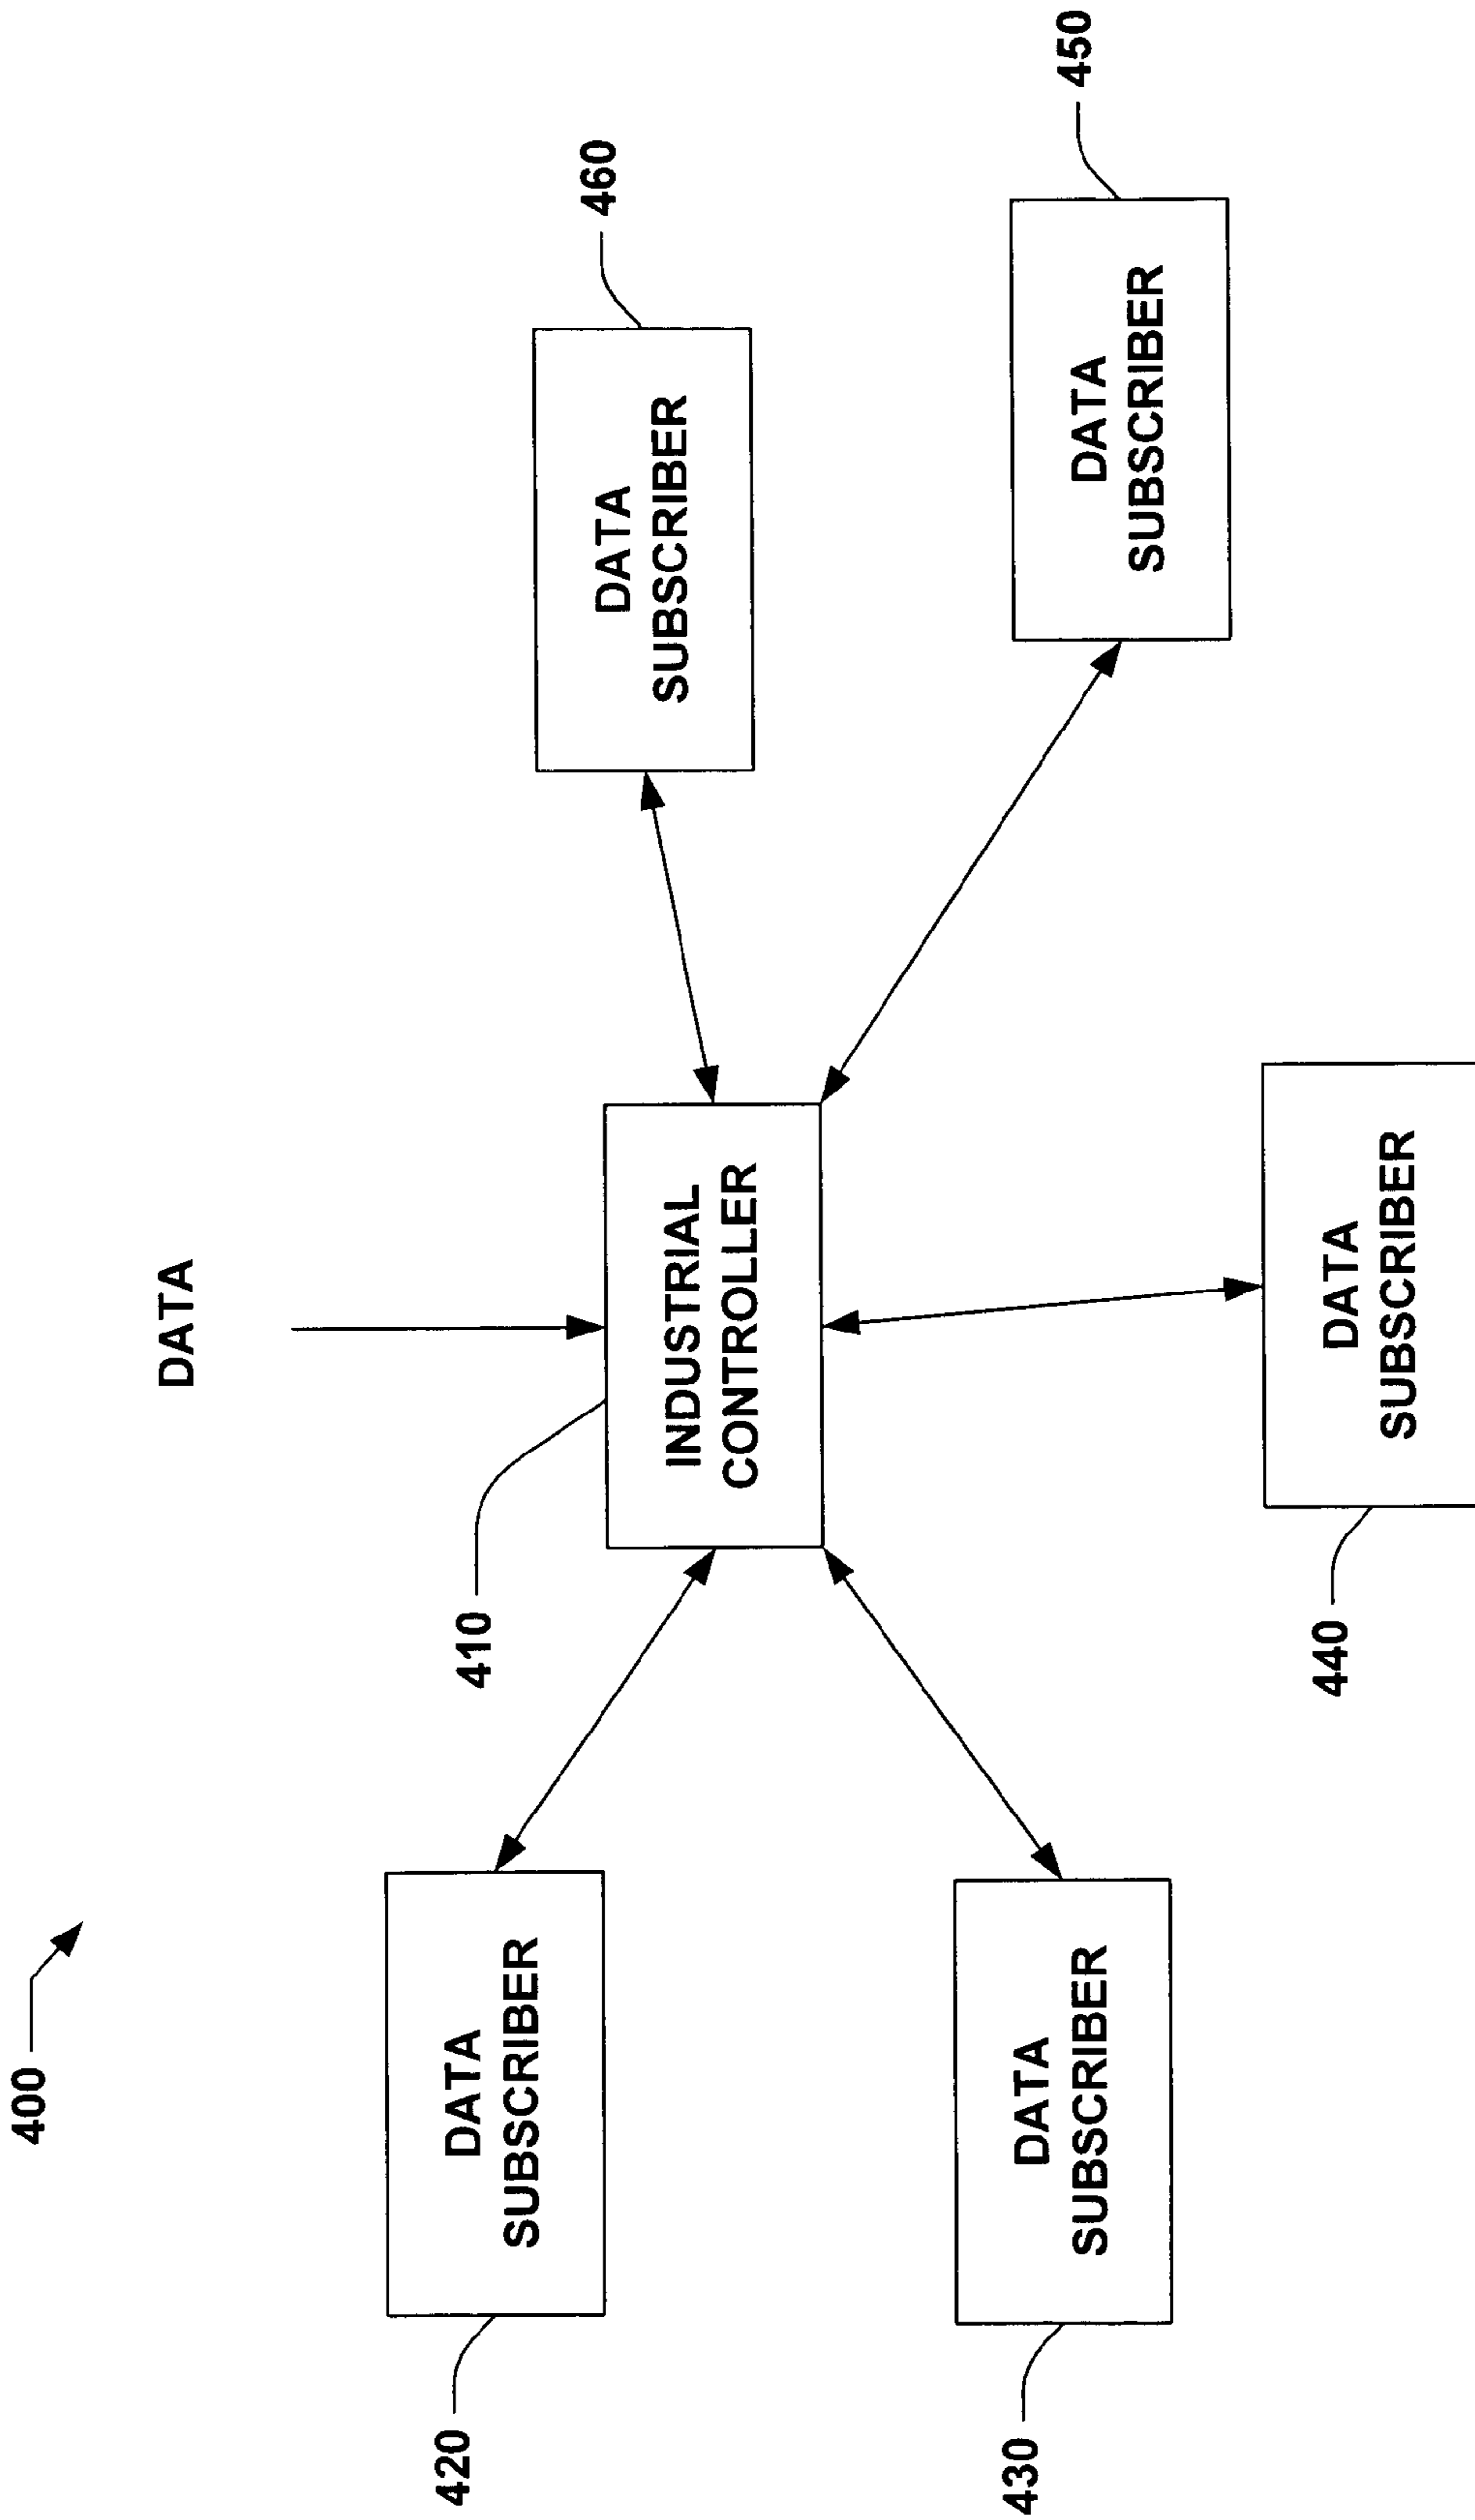 400
DATA
410
INDUSTRIAL
CONTROLLER
420
DATA
SUBSCRIBER
460
DATA
SUBSCRIBER
430
DATA
SUBSCRIBER
450
DATA
SUBSCRIBER
440
DATA
SUBSCRIBER